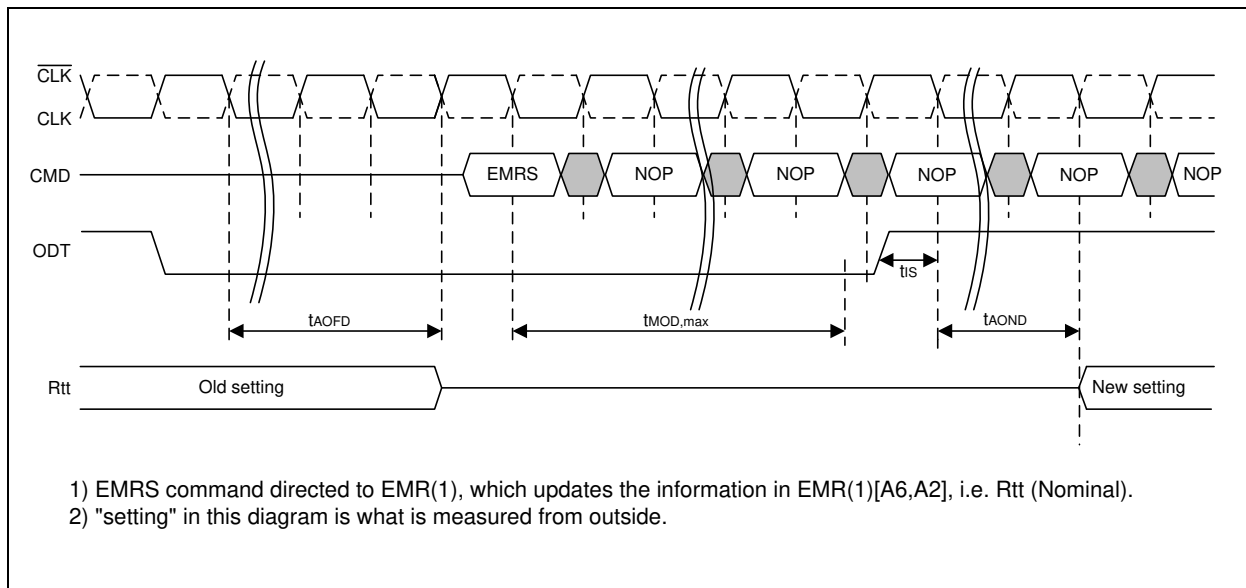 CLK
CLK
CMD EMRS NOP NOP NOP NOP NOP
ODT
tIS
tAOFD tMOD,max tAOND
Rtt Old setting New setting
1) EMRS command directed to EMR(1), which updates the information in EMR(1)[A6,A2], i.e. Rtt (Nominal).
2) "setting" in this diagram is what is measured from outside.